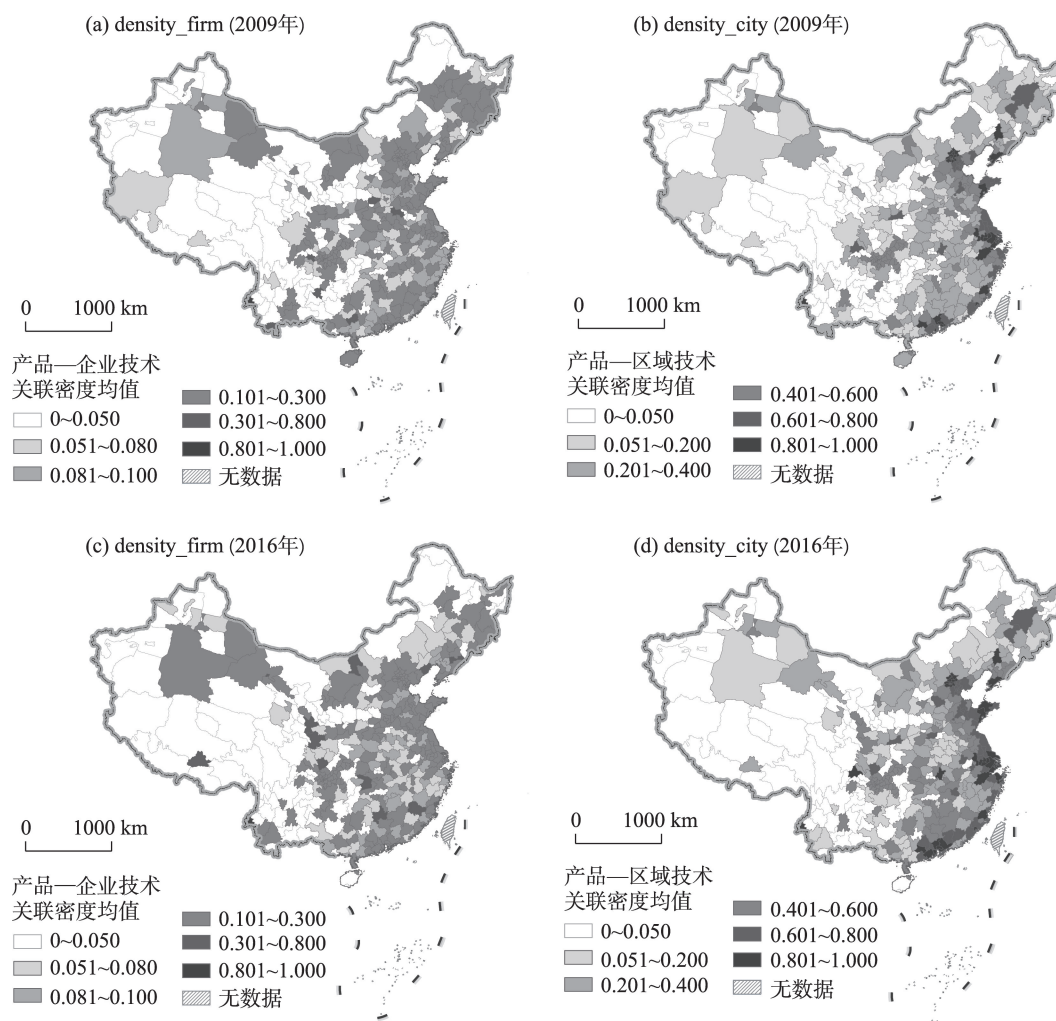 (a) density_firm (2009年)
0 1000 km
产品—企业技术
关联密度均值
0~0.050
0.051~0.080
0.081~0.100
0.101~0.300
0.301~0.800
0.801~1.000
无数据
(b) density_city (2009年)
0 1000 km
产品—区域技术
关联密度均值
0~0.050
0.051~0.200
0.201~0.400
0.401~0.600
0.601~0.800
0.801~1.000
无数据
(c) density_firm (2016年)
0 1000 km
产品—企业技术
关联密度均值
0~0.050
0.051~0.080
0.081~0.100
0.101~0.300
0.301~0.800
0.801~1.000
无数据
(d) density_city (2016年)
0 1000 km
产品—区域技术
关联密度均值
0~0.050
0.051~0.200
0.201~0.400
0.401~0.600
0.601~0.800
0.801~1.000
无数据